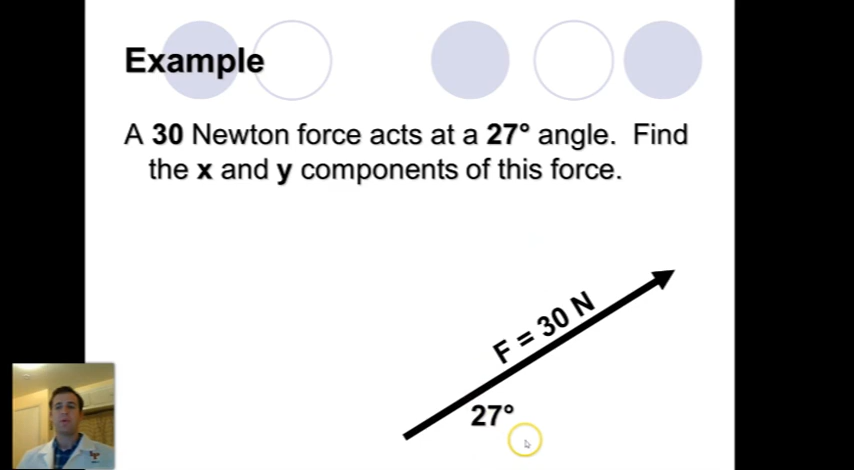 Example
A 30 Newton force acts at a 27° angle. Find
the x and y components of this force.
F = 30 N
27°